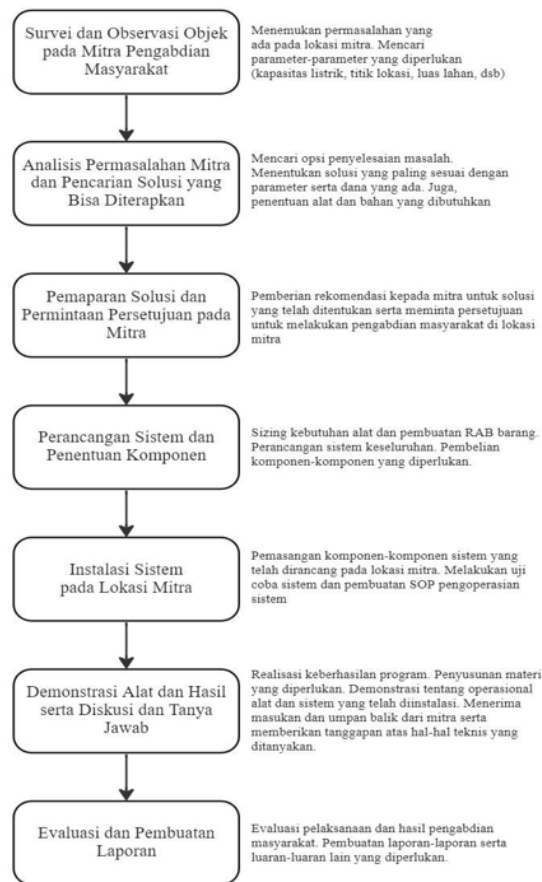 Survei dan Observasi Objek
pada Mitra Pengabdian
Masyarakat
Menemukan permasalahan yang
ada pada lokasi mitra. Mencari
parameter-parameter yang diperlukan
(kapasitas listrik, titik lokasi, luas lahan, dsb)
Analisis Permasalahan Mitra
dan Pencarian Solusi yang
Bisa Diterapkan
Mencari opsi penyelesaian masalah.
Menentukan solusi yang paling sesuai dengan
parameter serta dana yang ada. Juga,
penentuan alat dan bahan yang dibutuhkan
Pemaparan Solusi dan
Permintaan Persetujuan pada
Mitra
Pemberian rekomendasi kepada mitra untuk solusi
yang telah ditentukan serta meminta persetujuan
untuk melakukan pengabdian masyarakat di lokasi
mitra
Perancangan Sistem dan
Penentuan Komponen
Sizing kebutuhan alat dan pembuatan RAB barang.
Perancangan sistem keseluruhan. Pembelian
komponen-komponen yang diperlukan.
Instalasi Sistem
pada Lokasi Mitra
Pemasangan komponen-komponen sistem yang
telah dirancang pada lokasi mitra. Melakukan uji
coba sistem dan pembuatan SOP pengoperasian
sistem
Demonstrasi Alat dan Hasil
serta Diskusi dan Tanya
Jawab
Realisasi keberhasilan program. Penyusunan materi
yang diperlukan. Demonstrasi tentang operasional
alat dan sistem yang telah diinstalasi. Menerima
masukan dan umpan balik dari mitra serta
memberikan tanggapan atas hal-hal teknis yang
ditanyakan.
Evaluasi dan Pembuatan
Laporan
Evaluasi pelaksanaan dan hasil pengabdian
masyarakat. Pembuatan laporan-laporan serta
luaran-luaran lain yang diperlukan.